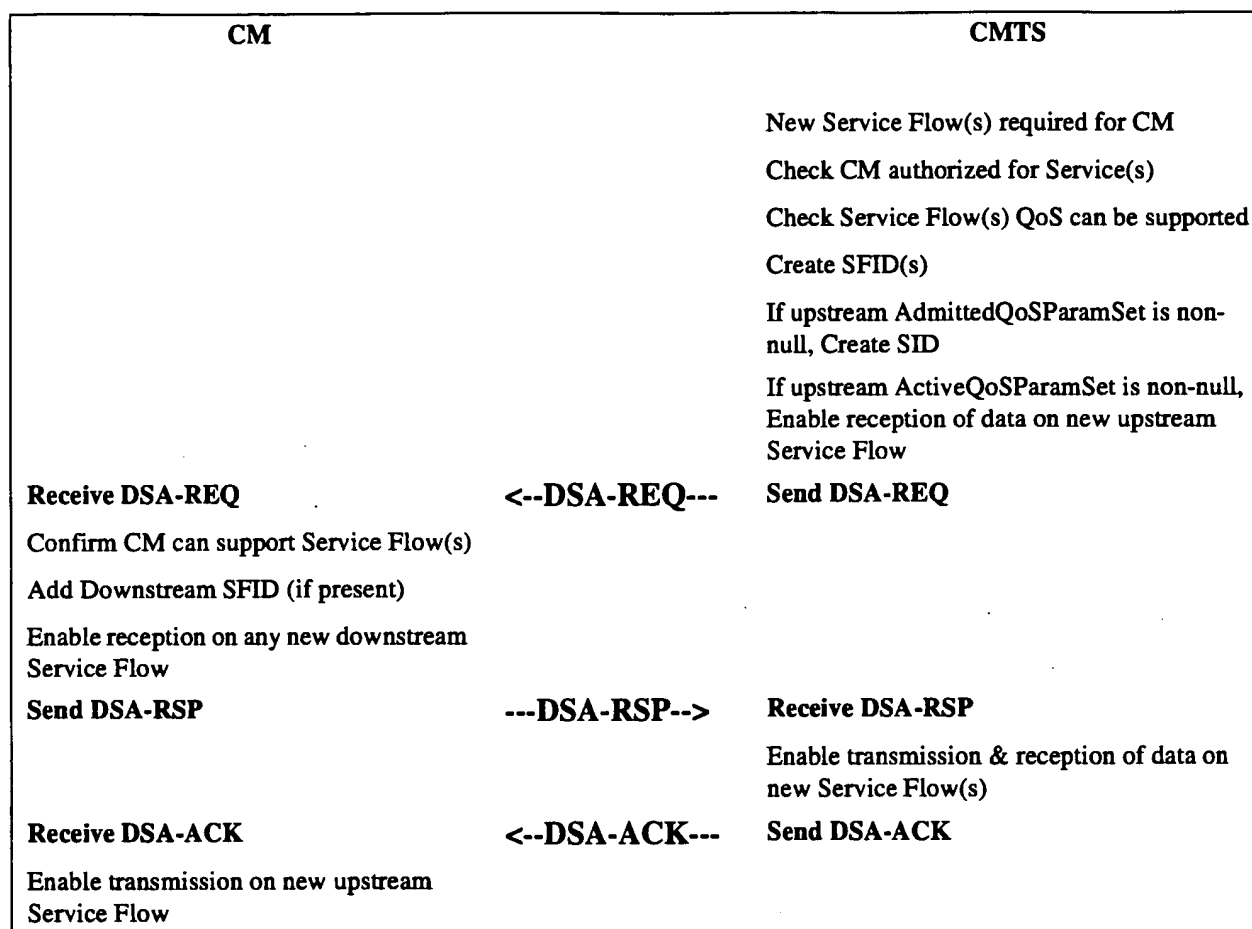 CM CMTS
New Service Flow(s) required for CM
Check CM authorized for Service(s)
Check Service Flow(s) QoS can be supported
Create SFID(s)
If upstream AdmittedQoSParamSet is non-
null, Create SID
If upstream ActiveQoSParamSet is non-null,
Enable reception of data on new upstream
Service Flow
Receive DSA-REQ <--DSA-REQ--- Send DSA-REQ
Confirm CM can support Service Flow(s)
Add Downstream SFID (if present)
Enable reception on any new downstream
Service Flow
Send DSA-RSP ---DSA-RSP--> Receive DSA-RSP
Enable transmission & reception of data on
new Service Flow(s)
Receive DSA-ACK <--DSA-ACK--- Send DSA-ACK
Enable transmission on new upstream
Service Flow